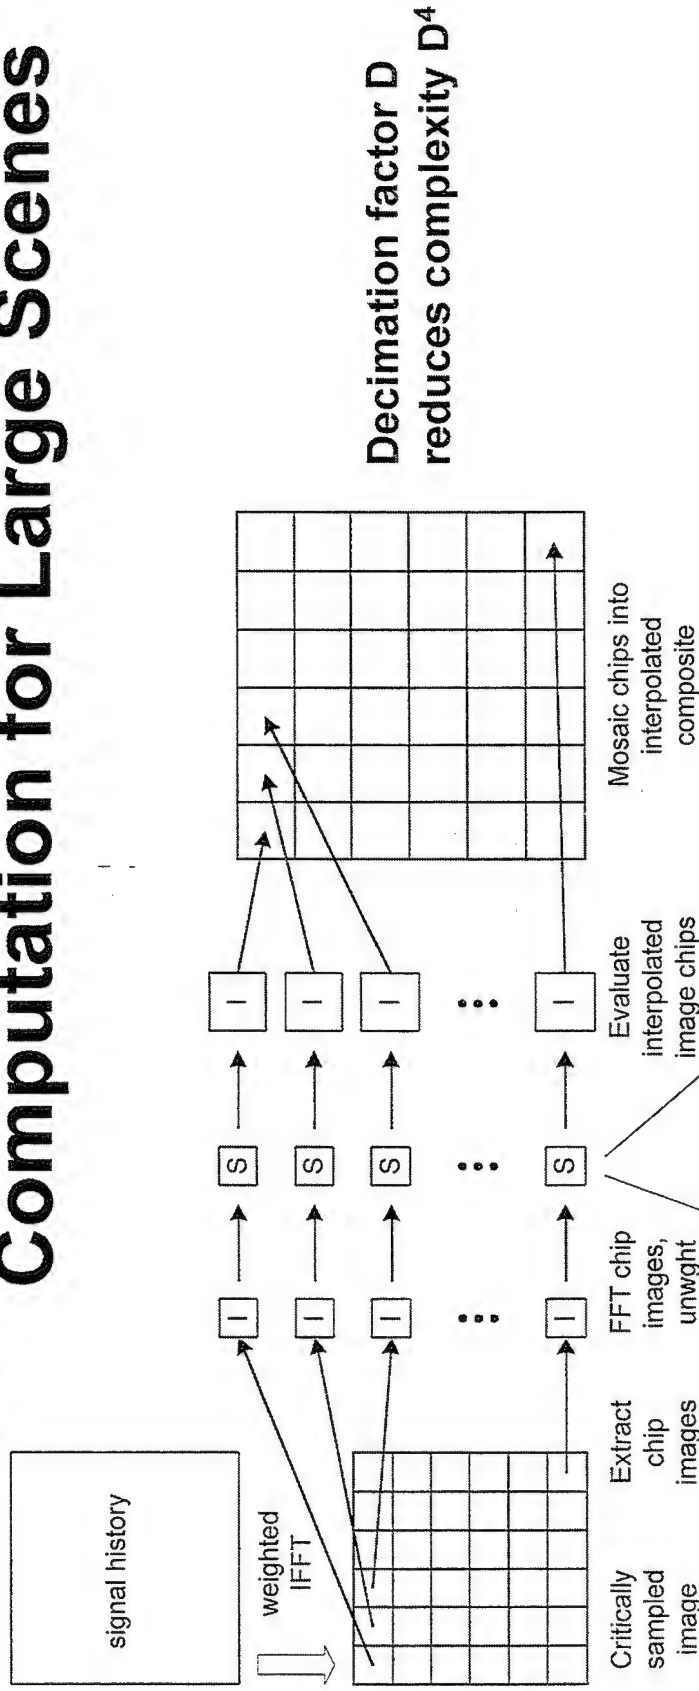 Computation for Large Scenes
signal history
weighted
IFFT
I
I
I
I
S
S
S
S
I
I
I
I
Decimation factor D
reduces complexity D⁴
Critically
sampled
image
Extract
chip
images
FFT chip
images,
unwght
Evaluate
interpolated
image chips
Mosaic chips into
interpolated
composite